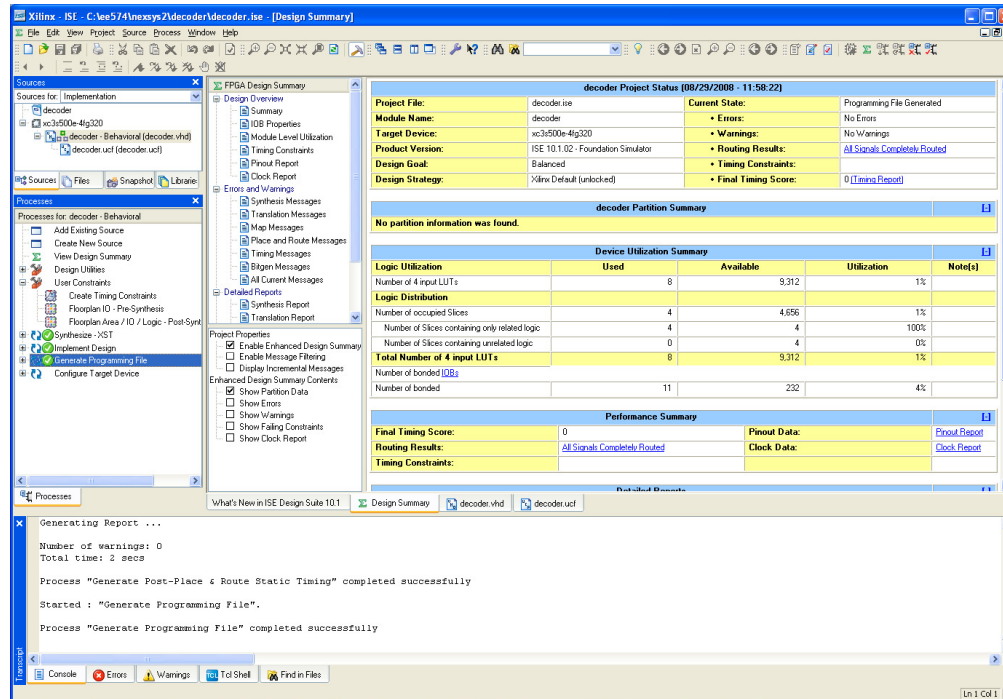 Xilinx - ISE - C:\ee574\nexsys2\decoder\decoder.ise - [Design Summary]
File Edit View Project Source Process Window Help
Sources
Sources for: Implementation
decoder
xc3s500e-4fg320
decoder - Behavioral (decoder.vhd)
decoder.ucf (decoder.ucf)
Sources Files Snapshot Libraries
Processes
Processes for: decoder - Behavioral
Add Existing Source
Create New Source
View Design Summary
Design Utilities
User Constraints
Create Timing Constraints
Floorplan IO - Pre-Synthesis
Floorplan Area / IO / Logic - Post-Synt
Synthesize - XST
Implement Design
Generate Programming File
Configure Target Device
Processes
FPGA Design Summary
Design Overview
Summary
IOB Properties
Module Level Utilization
Timing Constraints
Pinout Report
Clock Report
Errors and Warnings
Synthesis Messages
Translation Messages
Map Messages
Place and Route Messages
Timing Messages
Bitgen Messages
All Current Messages
Detailed Reports
Synthesis Report
Translation Report
Project Properties
Enable Enhanced Design Summary
Enable Message Filtering
Display Incremental Messages
Enhanced Design Summary Contents
Show Partition Data
Show Errors
Show Warnings
Show Failing Constraints
Show Clock Report
decoder Project Status (08/29/2008 - 11:58:22)
Project File: decoder.ise Current State: Programming File Generated
Module Name: decoder • Errors: No Errors
Target Device: xc3s500e-4fg320 • Warnings: No Warnings
Product Version: ISE 10.1.02 - Foundation Simulator • Routing Results: All Signals Completely Routed
Design Goal: Balanced • Timing Constraints:
Design Strategy: Xilinx Default (unlocked) • Final Timing Score: 0 (Timing Report)
decoder Partition Summary [-]
No partition information was found.
Device Utilization Summary [-]
Logic Utilization Used Available Utilization Note(s)
Number of 4 input LUTs 8 9,312 1%
Logic Distribution
Number of occupied Slices 4 4,656 1%
Number of Slices containing only related logic 4 4 100%
Number of Slices containing unrelated logic 0 4 0%
Total Number of 4 input LUTs 8 9,312 1%
Number of bonded IOBs
Number of bonded 11 232 4%
Performance Summary [-]
Final Timing Score: 0 Pinout Data: Pinout Report
Routing Results: All Signals Completely Routed Clock Data: Clock Report
Timing Constraints:
Detailed Reports [-]
What's New in ISE Design Suite 10.1 Design Summary decoder.vhd decoder.ucf
Generating Report ...
Number of warnings: 0
Total time: 2 secs
Process "Generate Post-Place & Route Static Timing" completed successfully
Started : "Generate Programming File".
Process "Generate Programming File" completed successfully
Transcript
Console Errors Warnings Tcl Shell Find in Files
Ln 1 Col 1